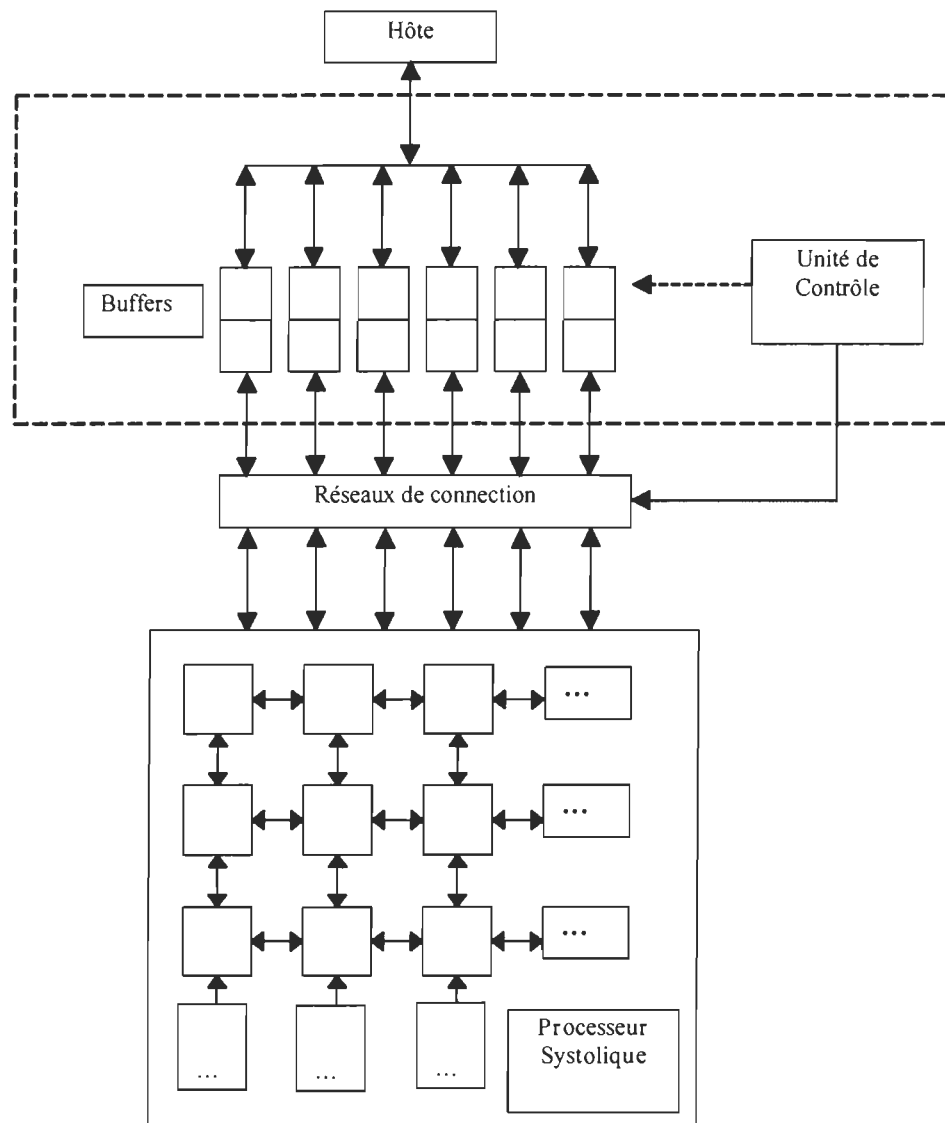 Hôte
Buffers
Unité de
Contrôle
Réseaux de connection
...
...
...
... ... ...
Processeur
Systolique